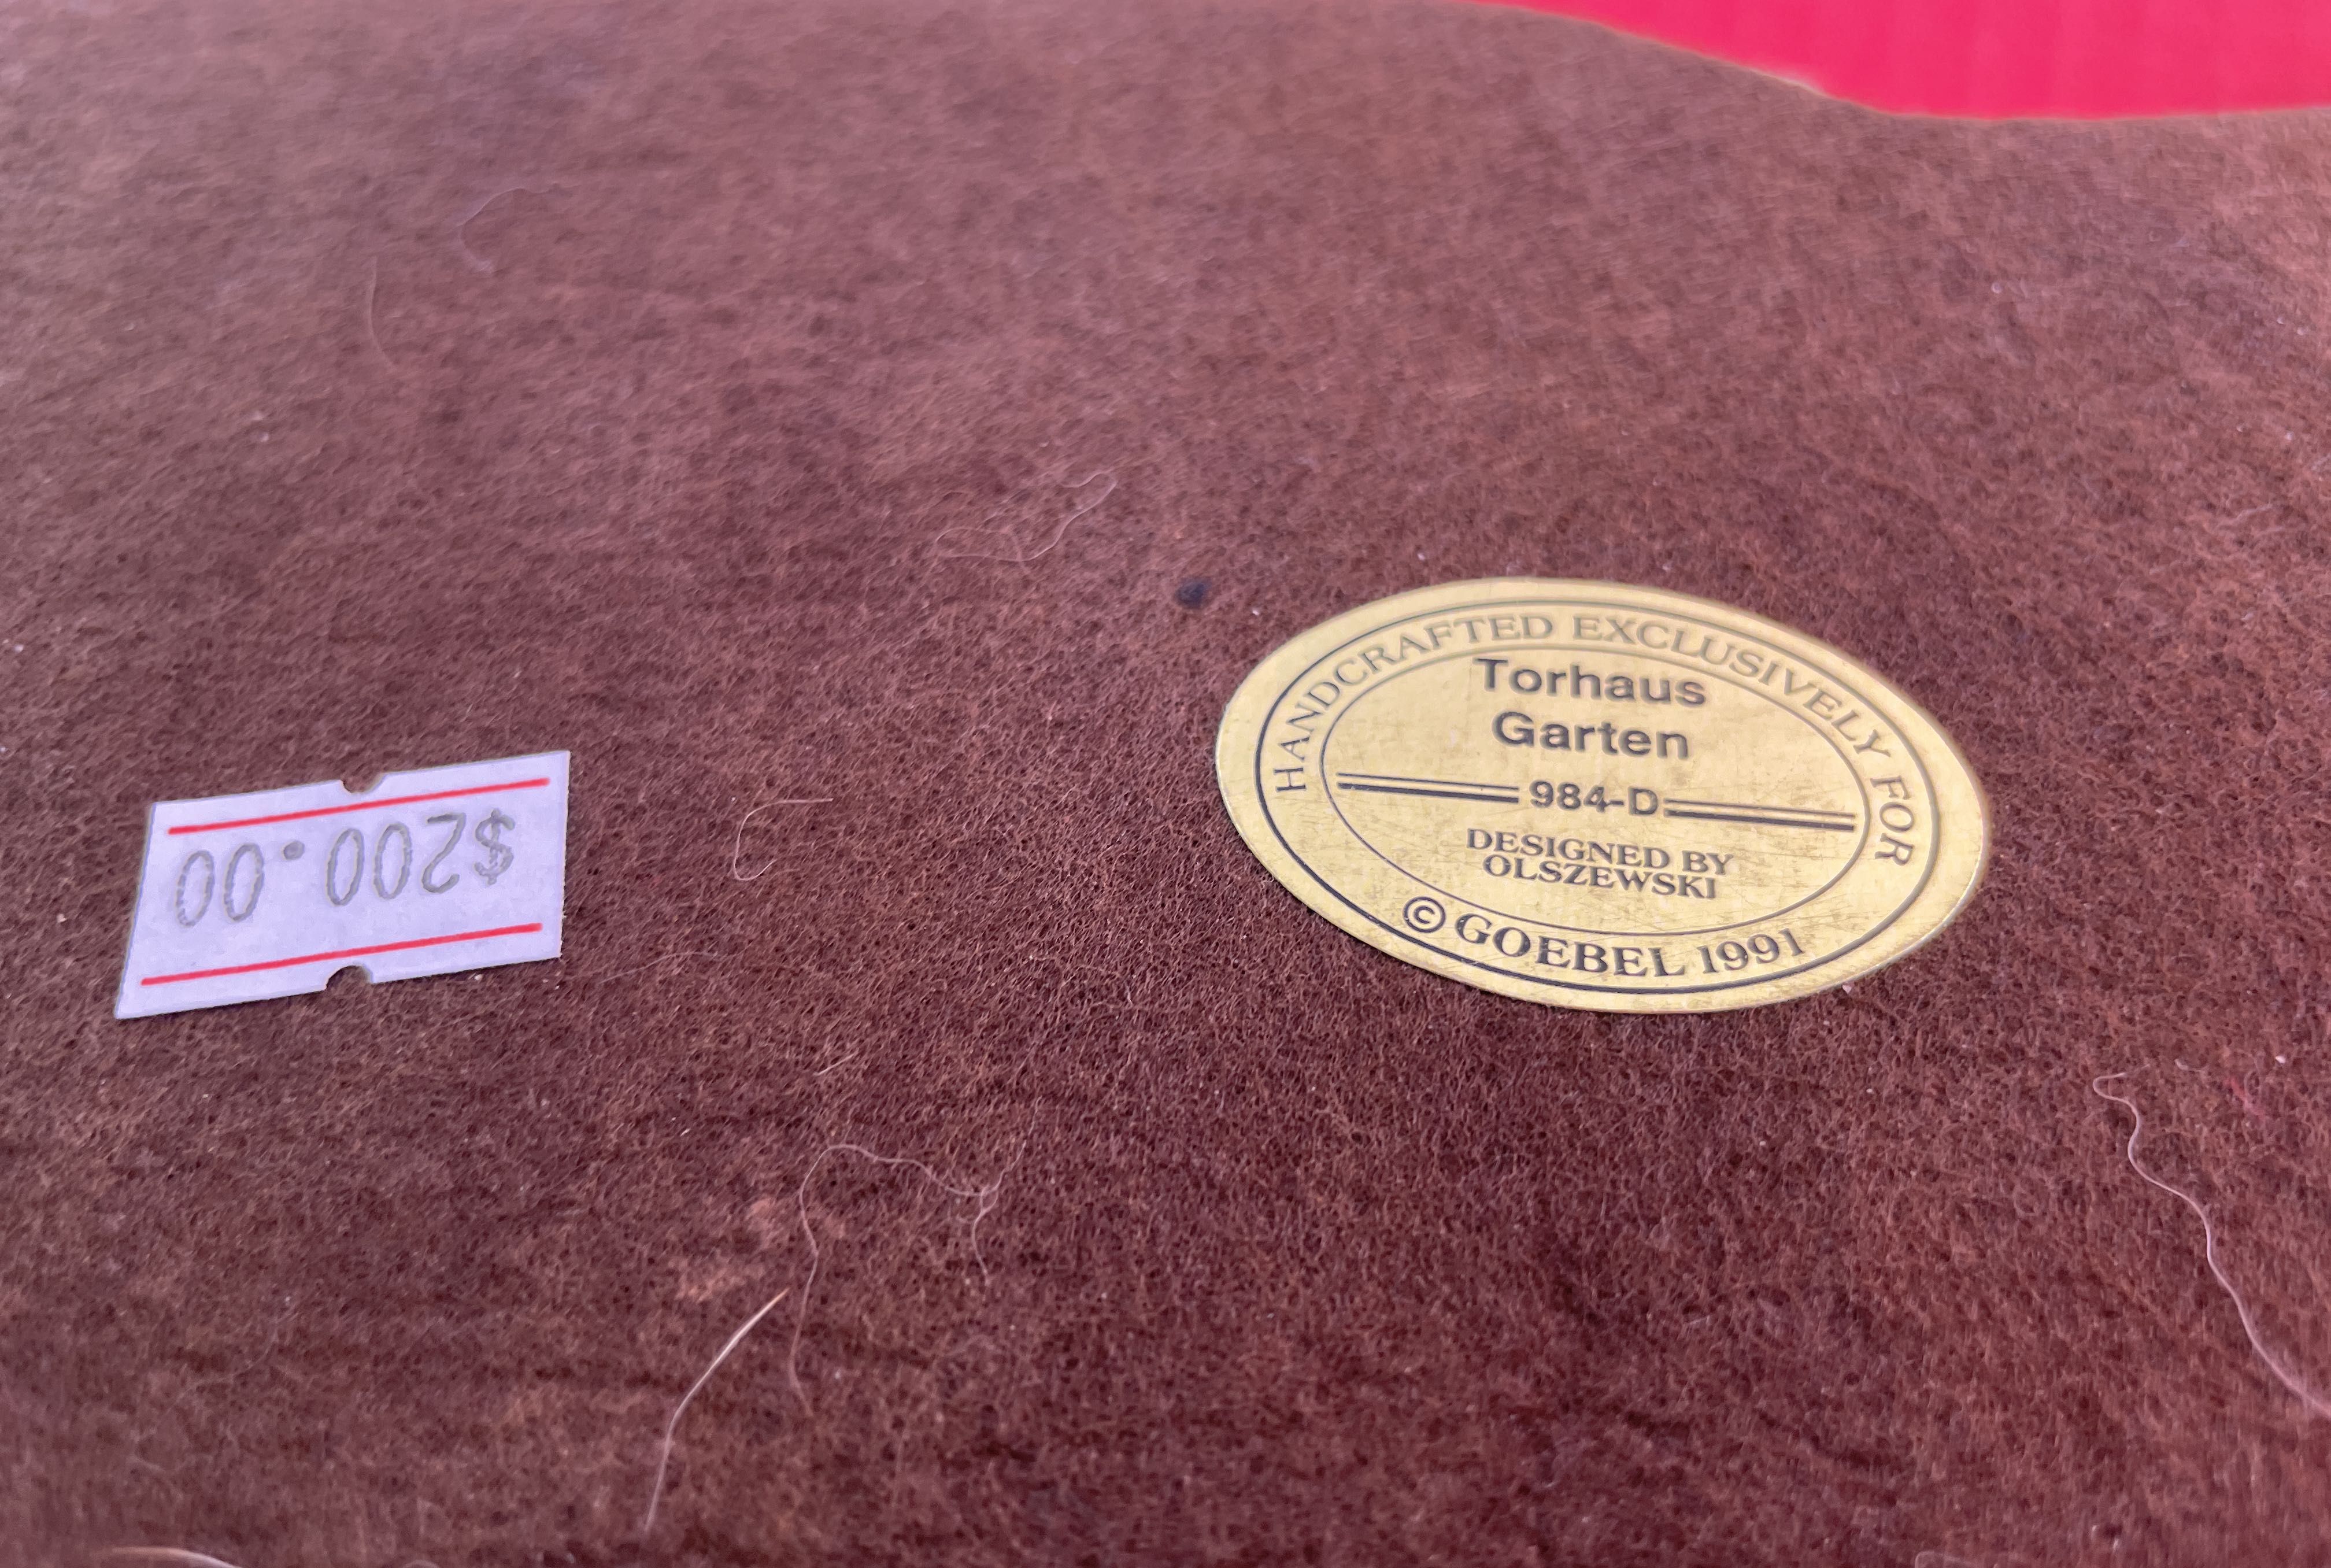 HANDCRAFTED EXCLUSIVELY FOR
Torhaus
Garten
984-D
DESIGNED BY
OLSZEWSKI
© GOEBEL 1991
$200.00